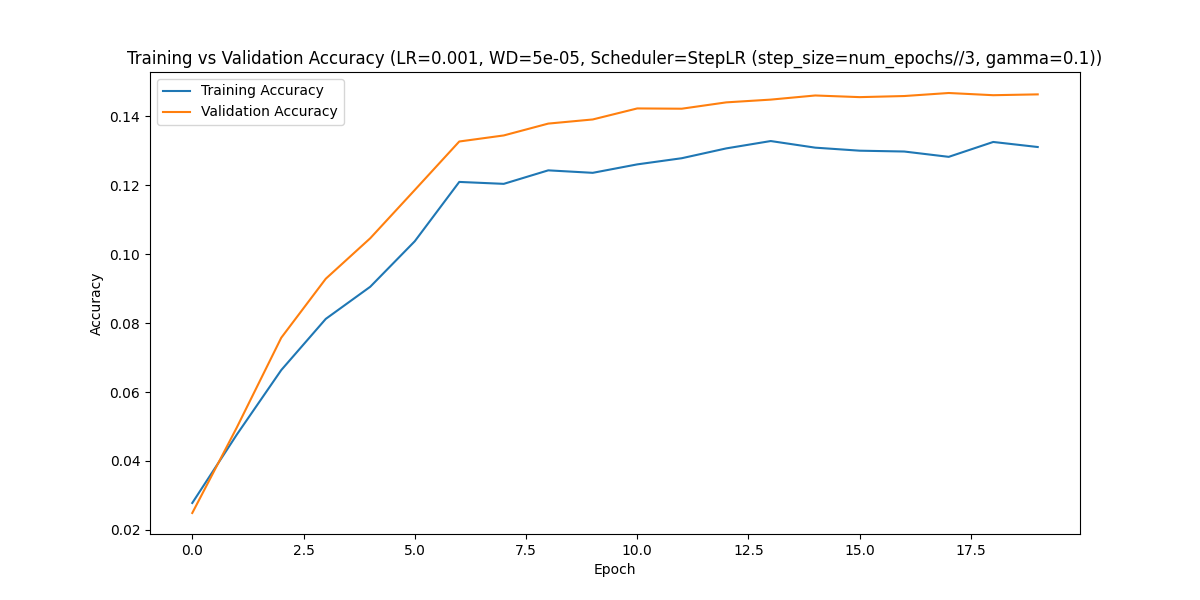 Training vs Validation Accuracy (LR=0.001, WD=5e-05, Scheduler=StepLR (step_size=num_epochs//3, gamma=0.1))
Training Accuracy
Validation Accuracy
0.14
0.12
0.10
0.08
0.06
0.04
0.02
Accuracy
0.0 2.5 5.0 7.5 10.0 12.5 15.0 17.5
Epoch